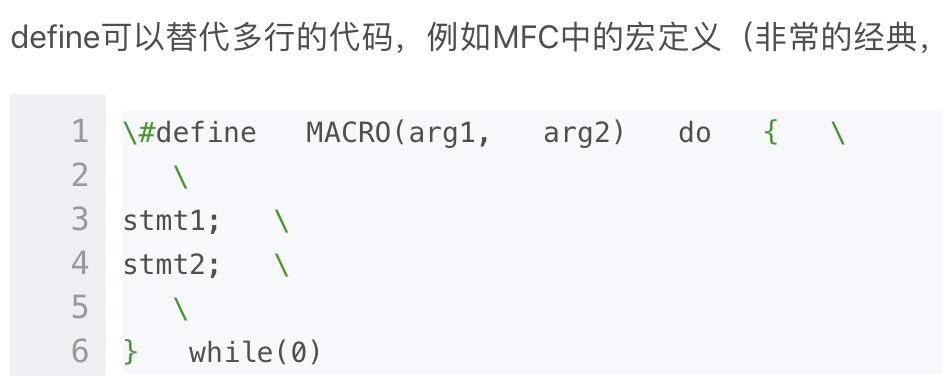 define可以替代多行的代码，例如MFC中的宏定义（非常的经典，
1 \#define   MACRO(arg1,   arg2)   do   {   \
2    \
3 stmt1;   \
4 stmt2;   \
5    \
6 }   while(0)